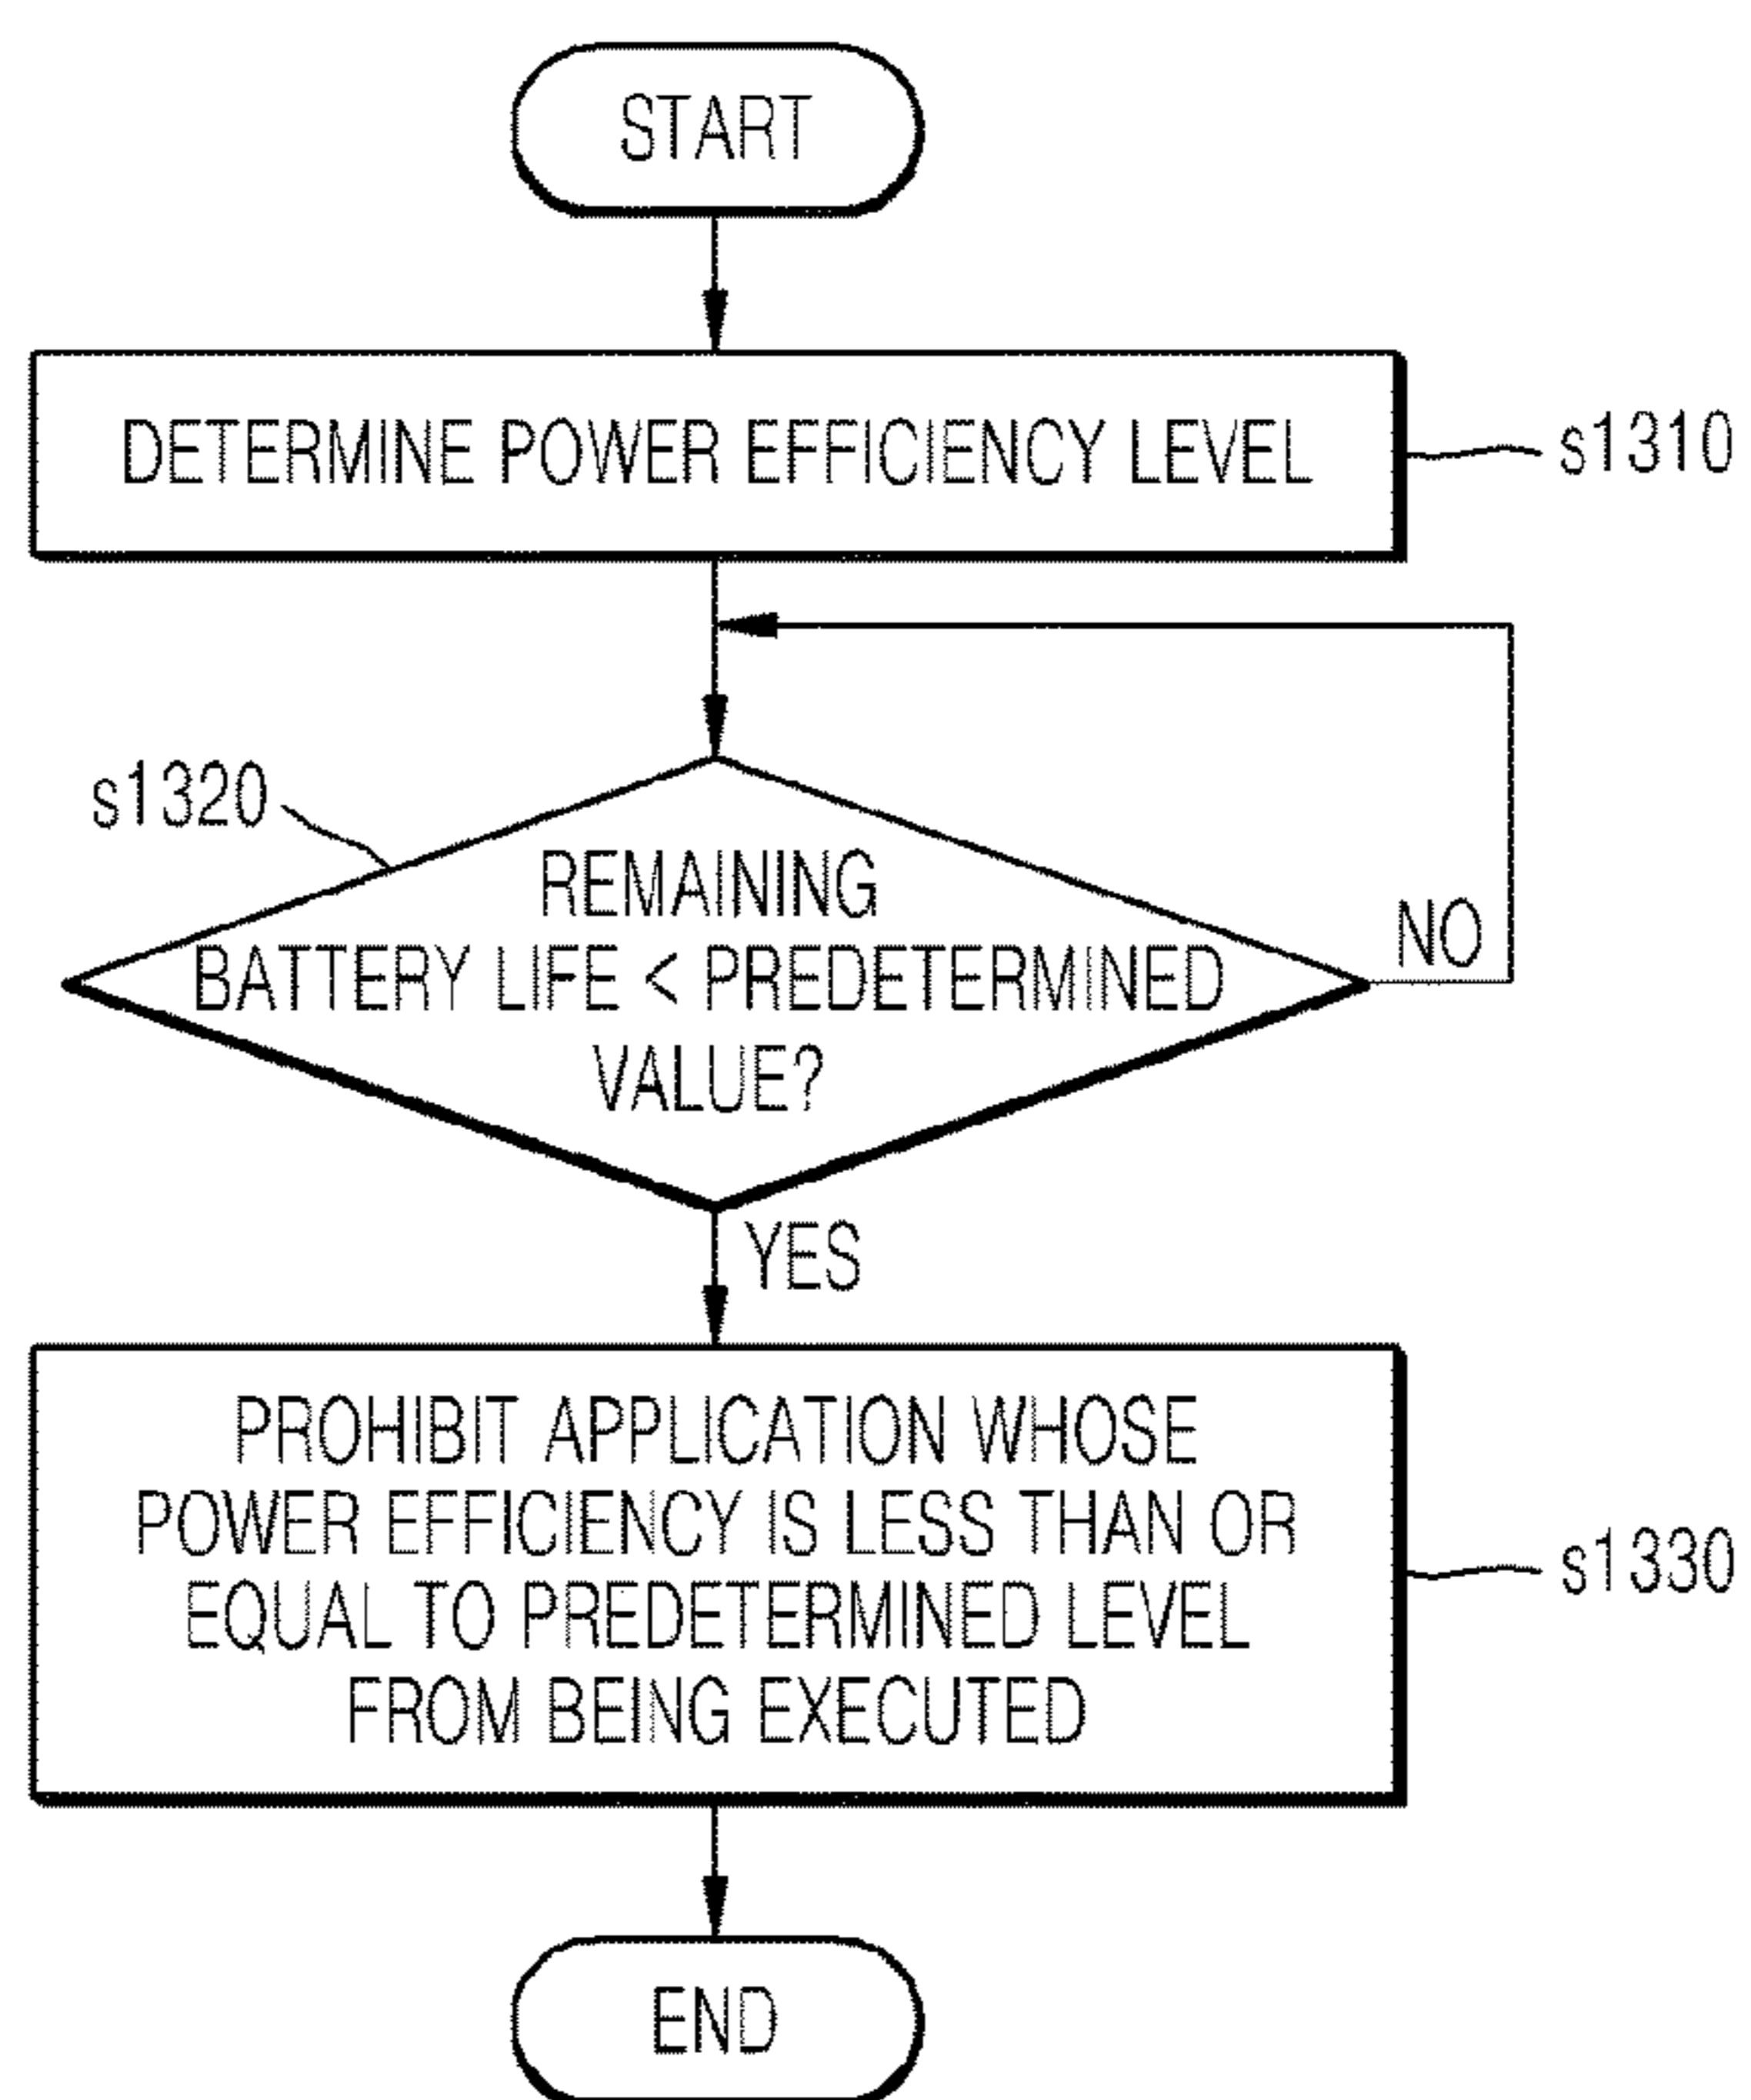 START
DETERMINE POWER EFFICIENCY LEVEL
s1310
s1320
REMAINING
BATTERY LIFE < PREDETERMINED
VALUE?
NO
YES
PROHIBIT APPLICATION WHOSE
POWER EFFICIENCY IS LESS THAN OR
EQUAL TO PREDETERMINED LEVEL
FROM BEING EXECUTED
s1330
END